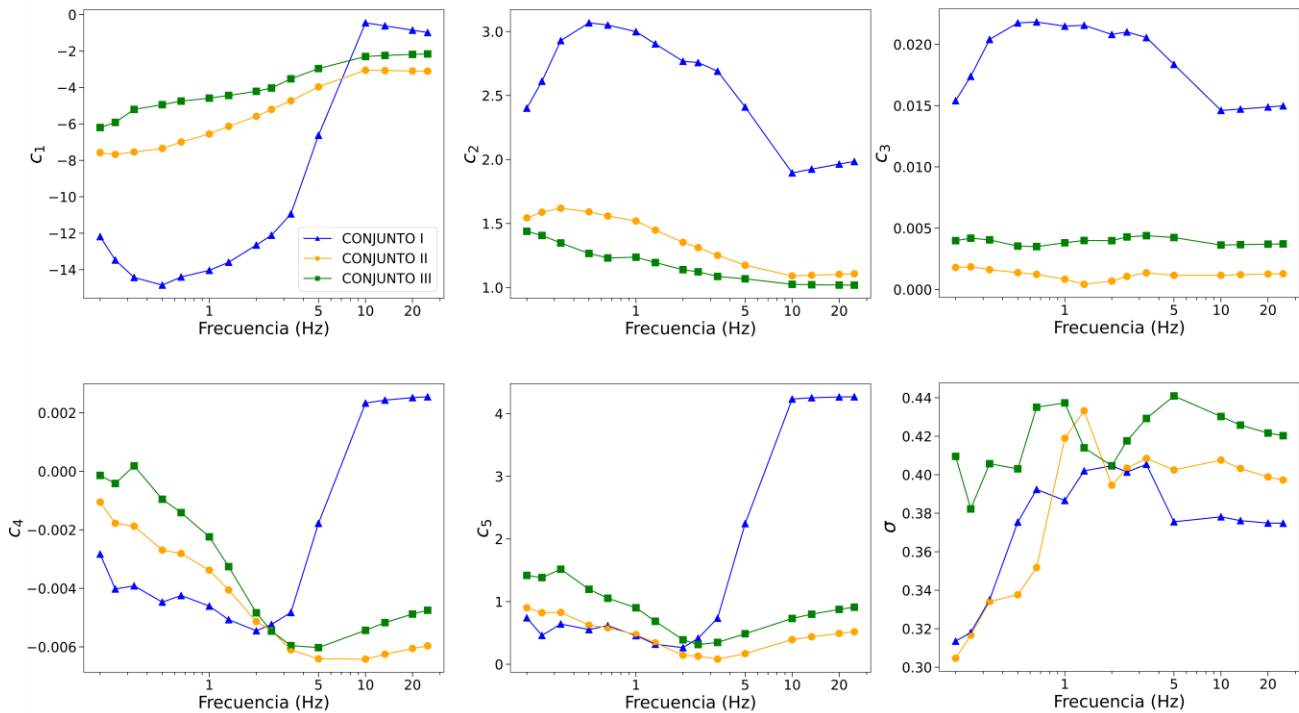 0
−2
−4
−6
−8
−10
−12
−14
c₁
1 5 10 20
Frecuencia (Hz)
CONJUNTO I
CONJUNTO II
CONJUNTO III
3.0
2.5
2.0
1.5
1.0
c₂
1 5 10 20
Frecuencia (Hz)
0.020
0.015
0.010
0.005
0.000
c₃
1 5 10 20
Frecuencia (Hz)
0.002
0.000
−0.002
−0.004
−0.006
c₄
1 5 10 20
Frecuencia (Hz)
4
3
2
1
0
c₅
1 5 10 20
Frecuencia (Hz)
0.44
0.42
0.40
0.38
0.36
0.34
0.32
0.30
σ
1 5 10 20
Frecuencia (Hz)